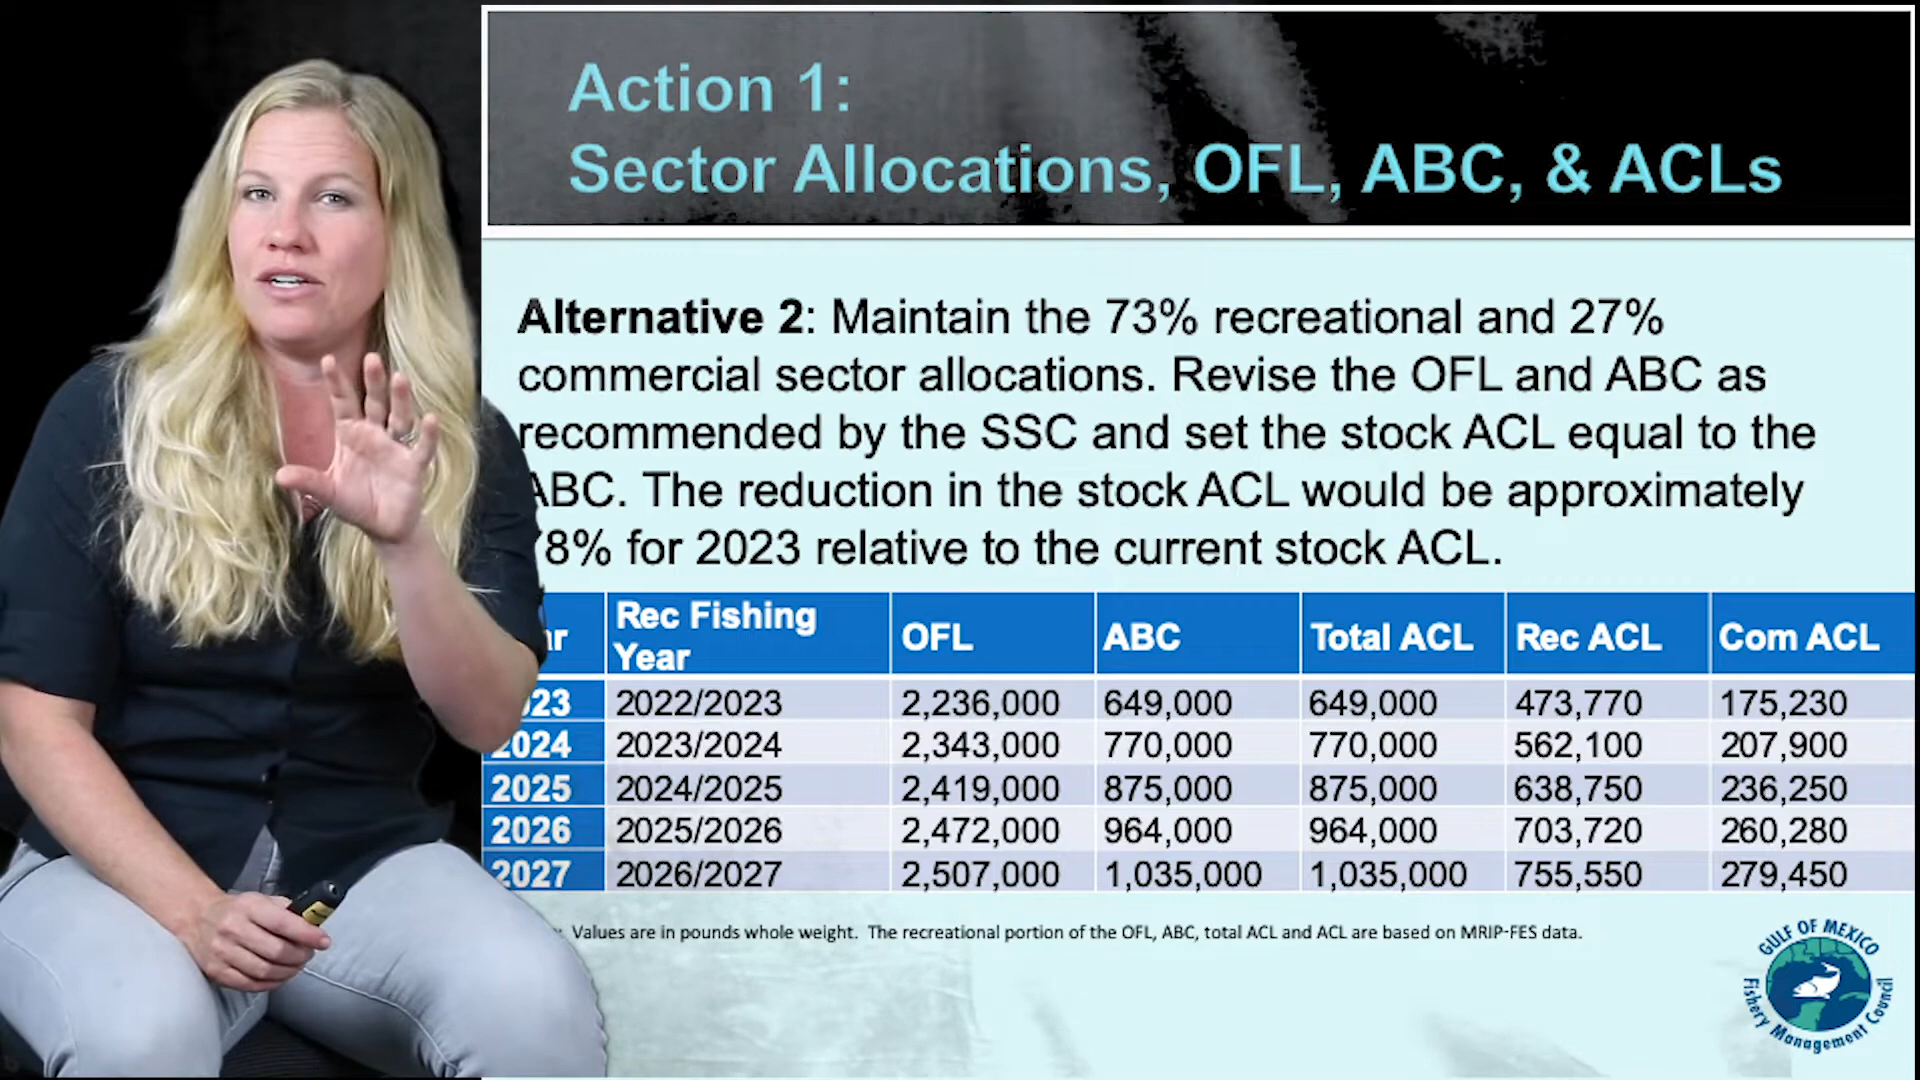 Action 1:
Sector Allocations, OFL, ABC, & ACLs
Alternative 2: Maintain the 73% recreational and 27%
commercial sector allocations. Revise the OFL and ABC as
recommended by the SSC and set the stock ACL equal to the
ABC. The reduction in the stock ACL would be approximately
78% for 2023 relative to the current stock ACL.
Rec Fishing Year OFL ABC Total ACL Rec ACL Com ACL
2023 2022/2023 2,236,000 649,000 649,000 473,770 175,230
2024 2023/2024 2,343,000 770,000 770,000 562,100 207,900
2025 2024/2025 2,419,000 875,000 875,000 638,750 236,250
2026 2025/2026 2,472,000 964,000 964,000 703,720 260,280
2027 2026/2027 2,507,000 1,035,000 1,035,000 755,550 279,450
Values are in pounds whole weight. The recreational portion of the OFL, ABC, total ACL and ACL are based on MRIP-FES data.
GULF OF MEXICO
Fishery Management Council